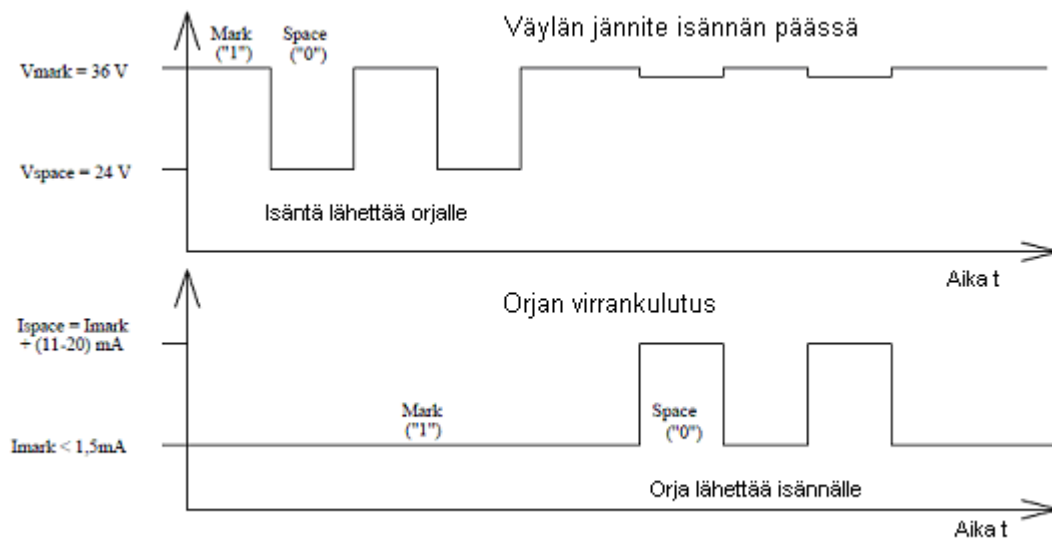 Väylän jännite isännän päässä
Mark
("1")
Space
("0")
Vmark = 36 V
Vspace = 24 V
Isäntä lähettää orjalle
Aika t
Orjan virrankulutus
Ispace = Imark
+ (11-20) mA
Mark
("1")
Space
("0")
Imark < 1,5mA
Orja lähettää isännälle
Aika t